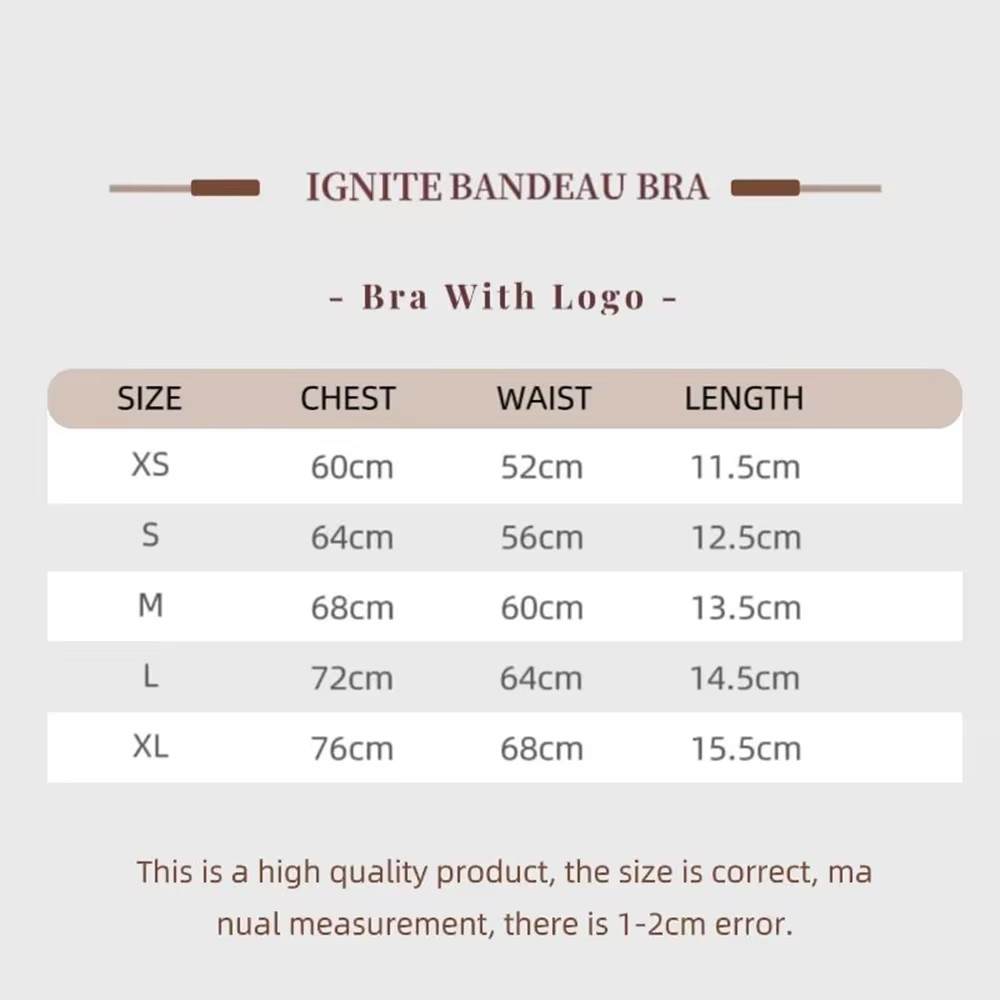 IGNITE BANDEAU BRA
- Bra With Logo -
SIZE CHEST WAIST LENGTH
XS 60cm 52cm 11.5cm
S 64cm 56cm 12.5cm
M 68cm 60cm 13.5cm
L 72cm 64cm 14.5cm
XL 76cm 68cm 15.5cm
This is a high quality product, the size is correct, ma
nual measurement, there is 1-2cm error.